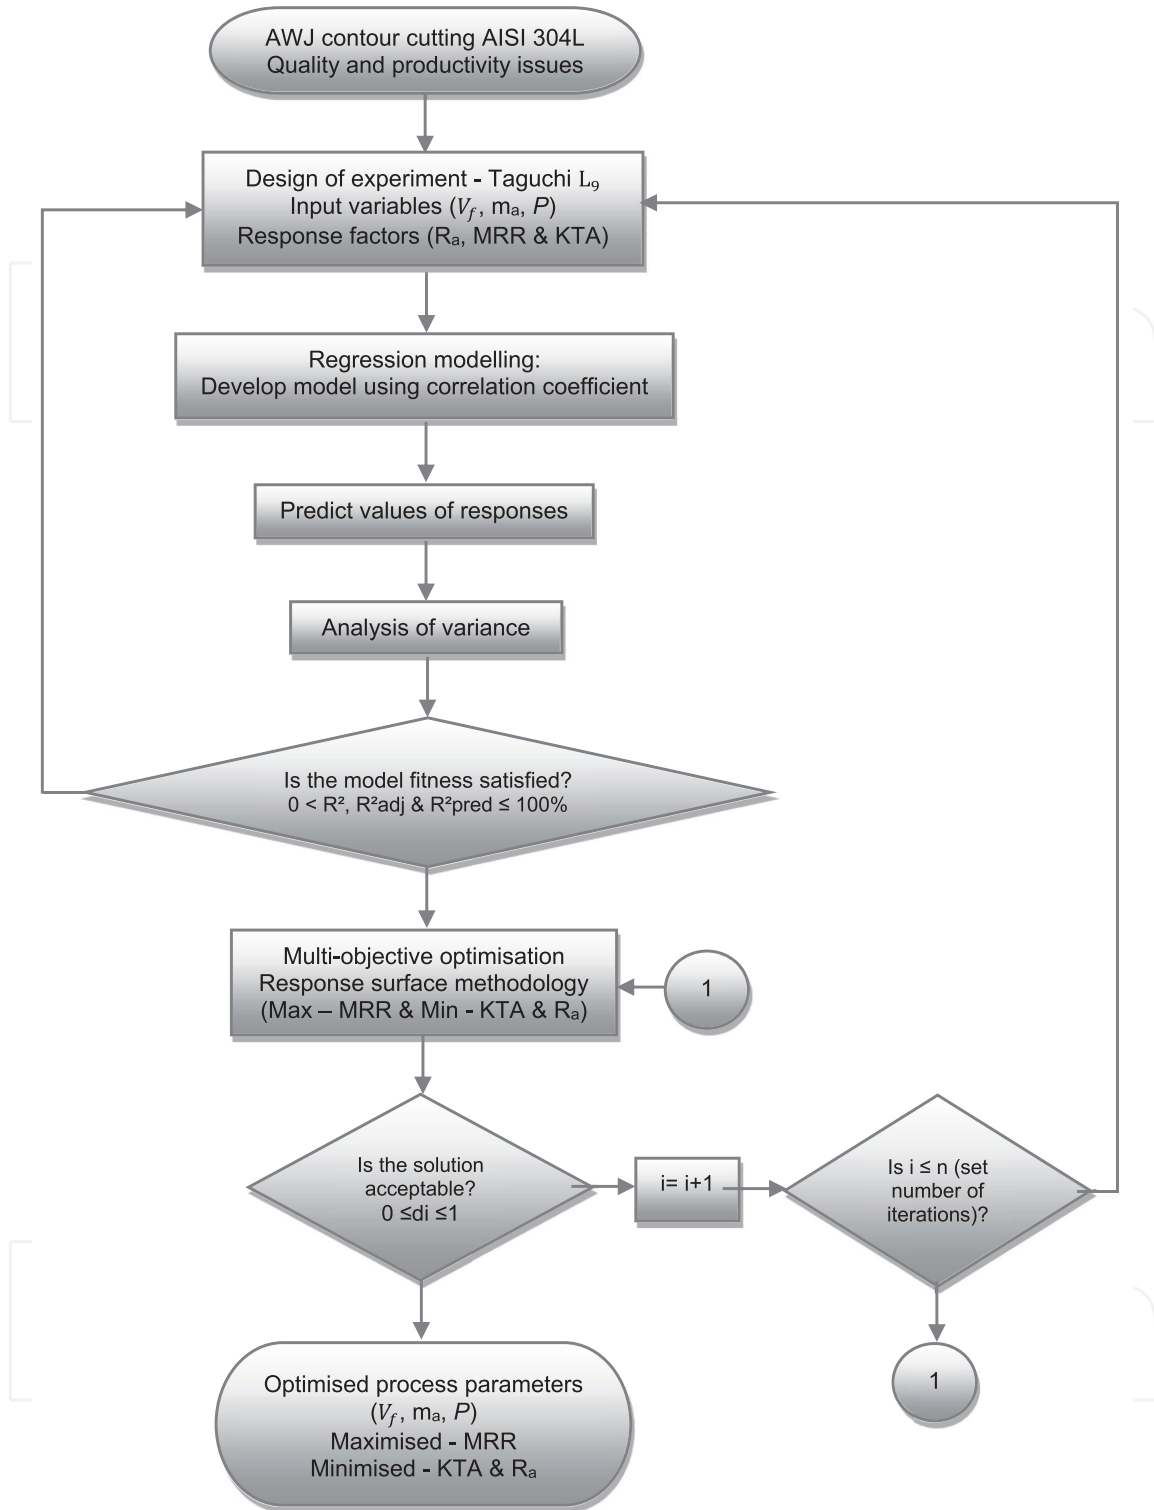 AWJ contour cutting AISI 304L
Quality and productivity issues
Design of experiment - Taguchi L₉
Input variables (V_f, mₐ, P)
Response factors (Rₐ, MRR & KTA)
Regression modelling:
Develop model using correlation coefficient
Predict values of responses
Analysis of variance
Is the model fitness satisfied?
0 < R², R²adj & R²pred ≤ 100%
Multi-objective optimisation
Response surface methodology
(Max – MRR & Min - KTA & Rₐ)
1
Is the solution
acceptable?
0 ≤di ≤1
i= i+1
Is i ≤ n (set
number of
iterations)?
1
Optimised process parameters
(V_f, mₐ, P)
Maximised - MRR
Minimised - KTA & Rₐ